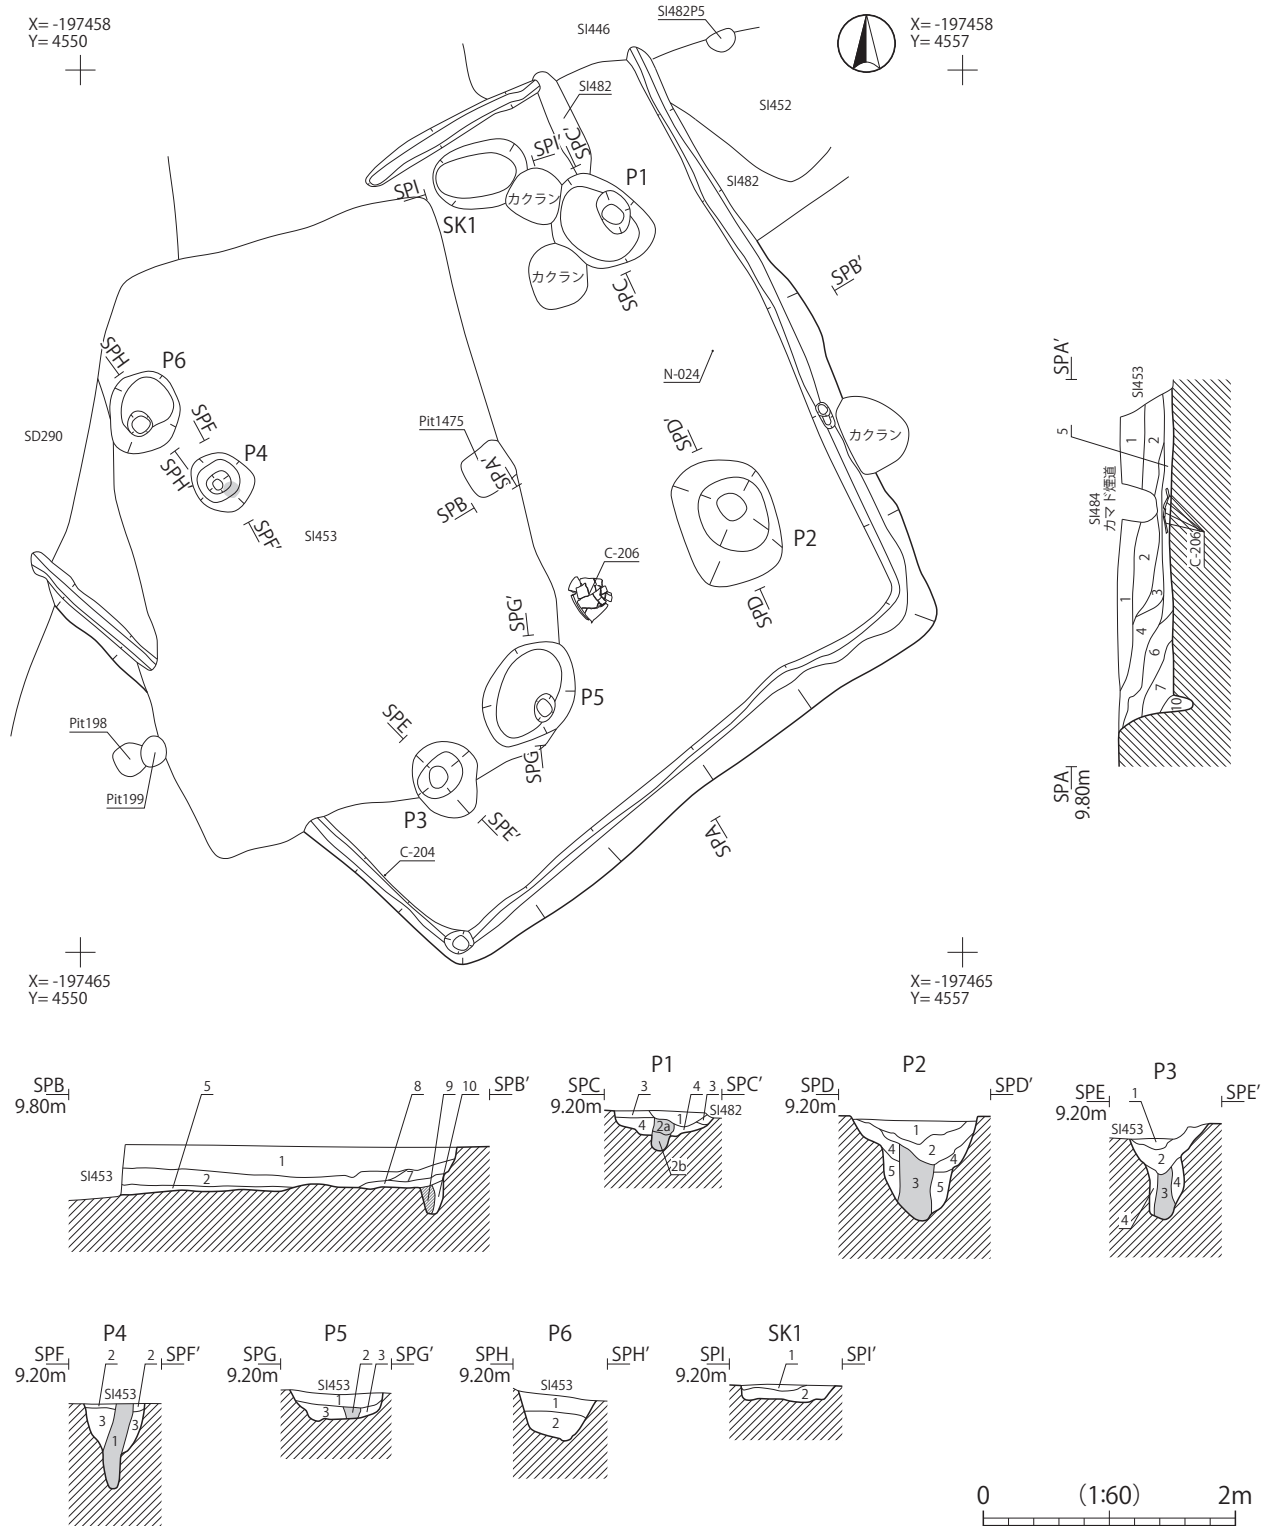 X= -197458
Y= 4550
SI446
SI482P5
X= -197458
Y= 4557
SI482
SI452
SPI
SPI′
SPC′
P1
SI482
カクラン
SK1
カクラン
SPC
SPB′
SPH
P6
N-024
SPF
SD290
P4
SPH′
SPF′
SI453
Pit1475
SPA′
SPB
SPD′
カクラン
P2
C-206
SPD
SPG′
P5
SPE
SPG
P3
SPE′
Pit198
Pit199
C-204
SPA
SPA′
SI453
5
1
2
SI484
カマド煙道
C-206
2
1
3
4
6
7
10
SPA
9.80m
X= -197465
Y= 4550
X= -197465
Y= 4557
SPB
9.80m
5
8
9
10
SPB′
SI453
1
2
7
P1
SPC
9.20m
3
4
3
SPC′
SI482
4
2a
1
2b
P2
SPD
9.20m
SPD′
1
2
4
4
5
3
5
P3
SPE
9.20m
1
SPE′
SI453
2
3
4
4
P4
SPF
9.20m
2
2
SPF′
SI453
3
3
1
P5
SPG
9.20m
2
3
SPG′
SI453
1
3
P6
SPH
9.20m
SPH′
SI453
1
2
SK1
SPI
9.20m
1
SPI′
2
0
(1:60)
2m